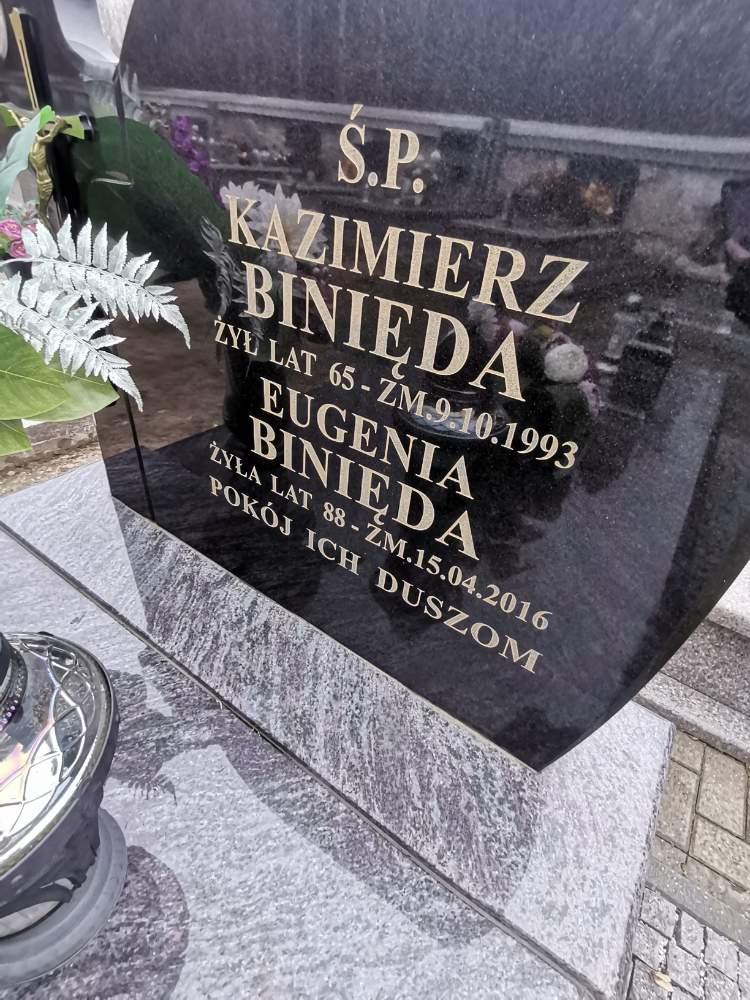 Ś.P.
KAZIMIERZ
BINIĘDA
ŻYŁ LAT 65 - ZM.9.10.1993
EUGENIA
BINIĘDA
ŻYŁA LAT 88 - ZM.15.04.2016
POKÓJ ICH DUSZOM